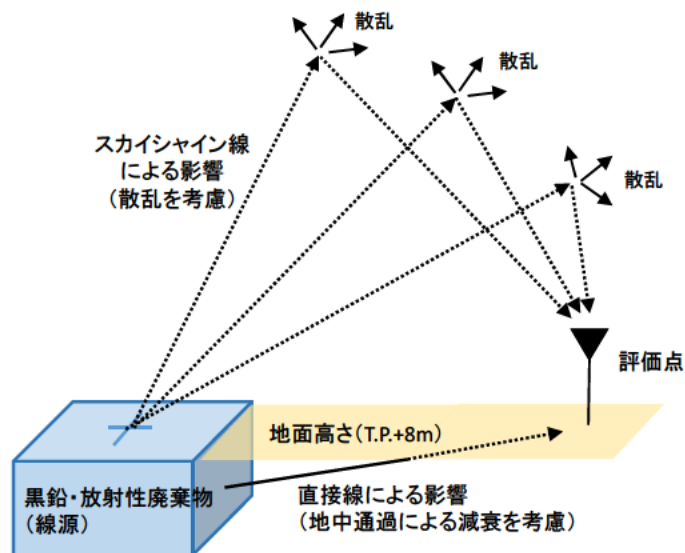 散乱
散乱
スカイシャイン線
による影響
(散乱を考慮)
散乱
評価点
地面高さ(T.P.+8m)
黒鉛・放射性廃棄物
(線源)
直接線による影響
(地中通過による減衰を考慮)